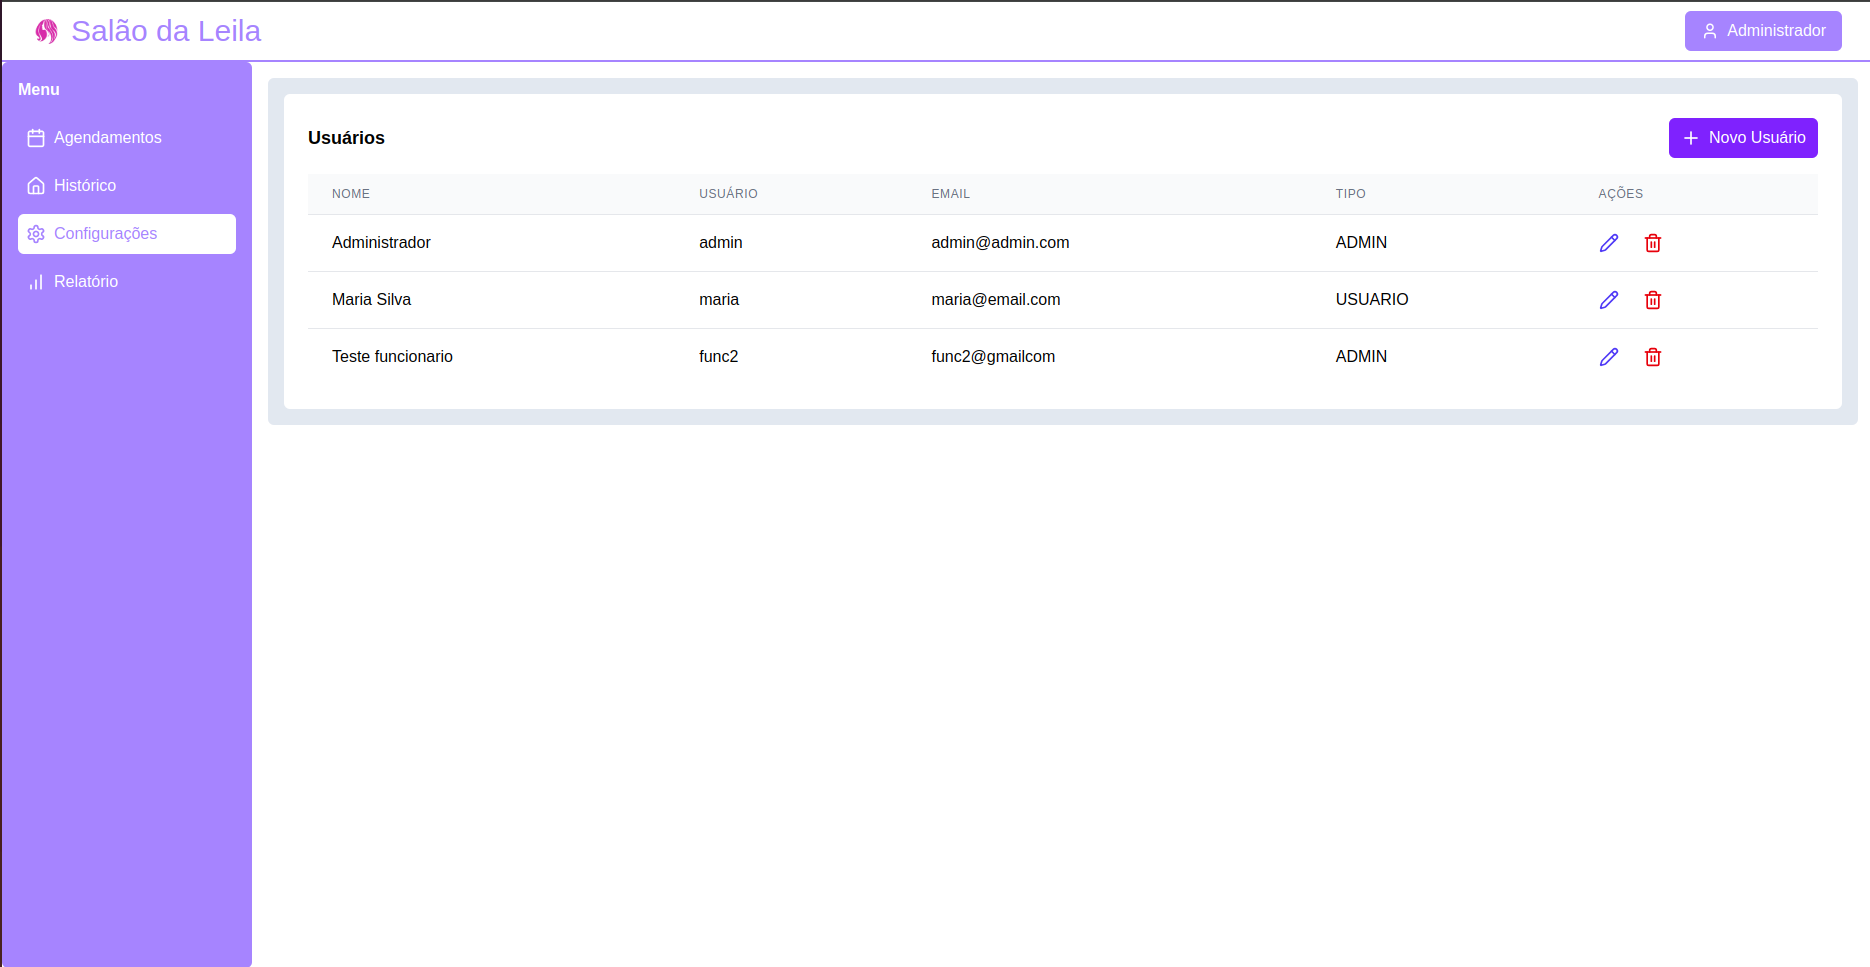 Salão da Leila
Administrador
Menu
Agendamentos
Histórico
Configurações
Relatório
Usuários
Novo Usuário
NOME USUÁRIO EMAIL TIPO AÇÕES
Administrador admin admin@admin.com ADMIN
Maria Silva maria maria@email.com USUARIO
Teste funcionario func2 func2@gmailcom ADMIN